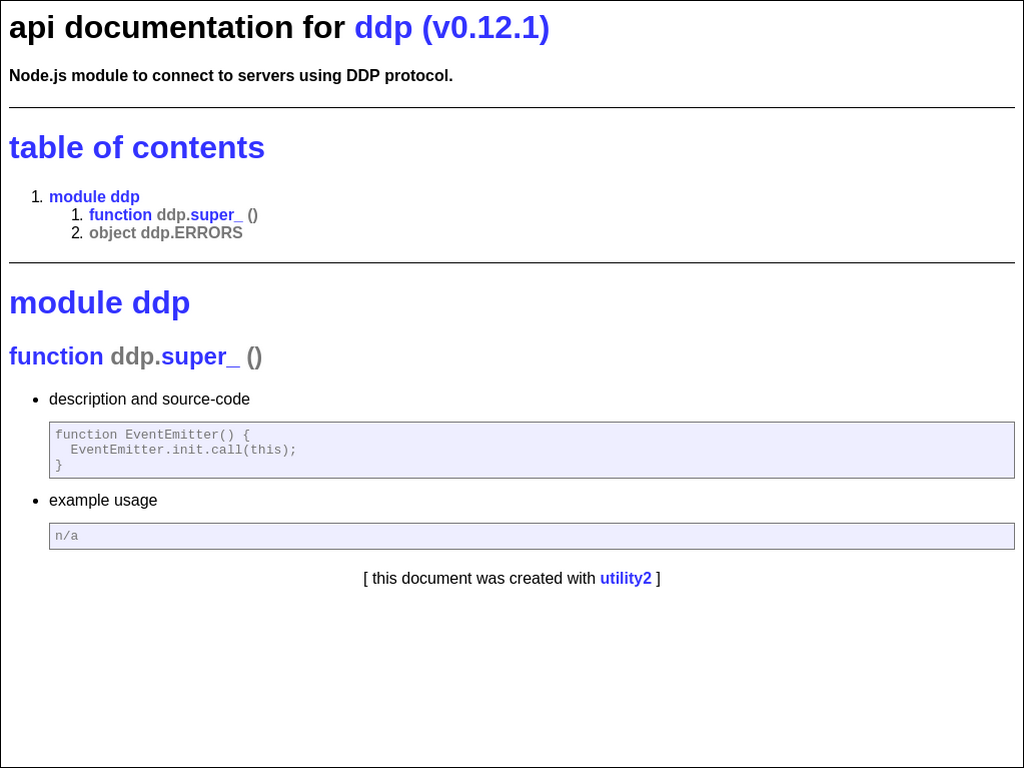 api documentation for ddp (v0.12.1)
Node.js module to connect to servers using DDP protocol.
table of contents
1. module ddp
1. function ddp.super_ ()
2. object ddp.ERRORS
module ddp
function ddp.super_ ()
• description and source-code
function EventEmitter() {
  EventEmitter.init.call(this);
}
• example usage
n/a
[ this document was created with utility2 ]